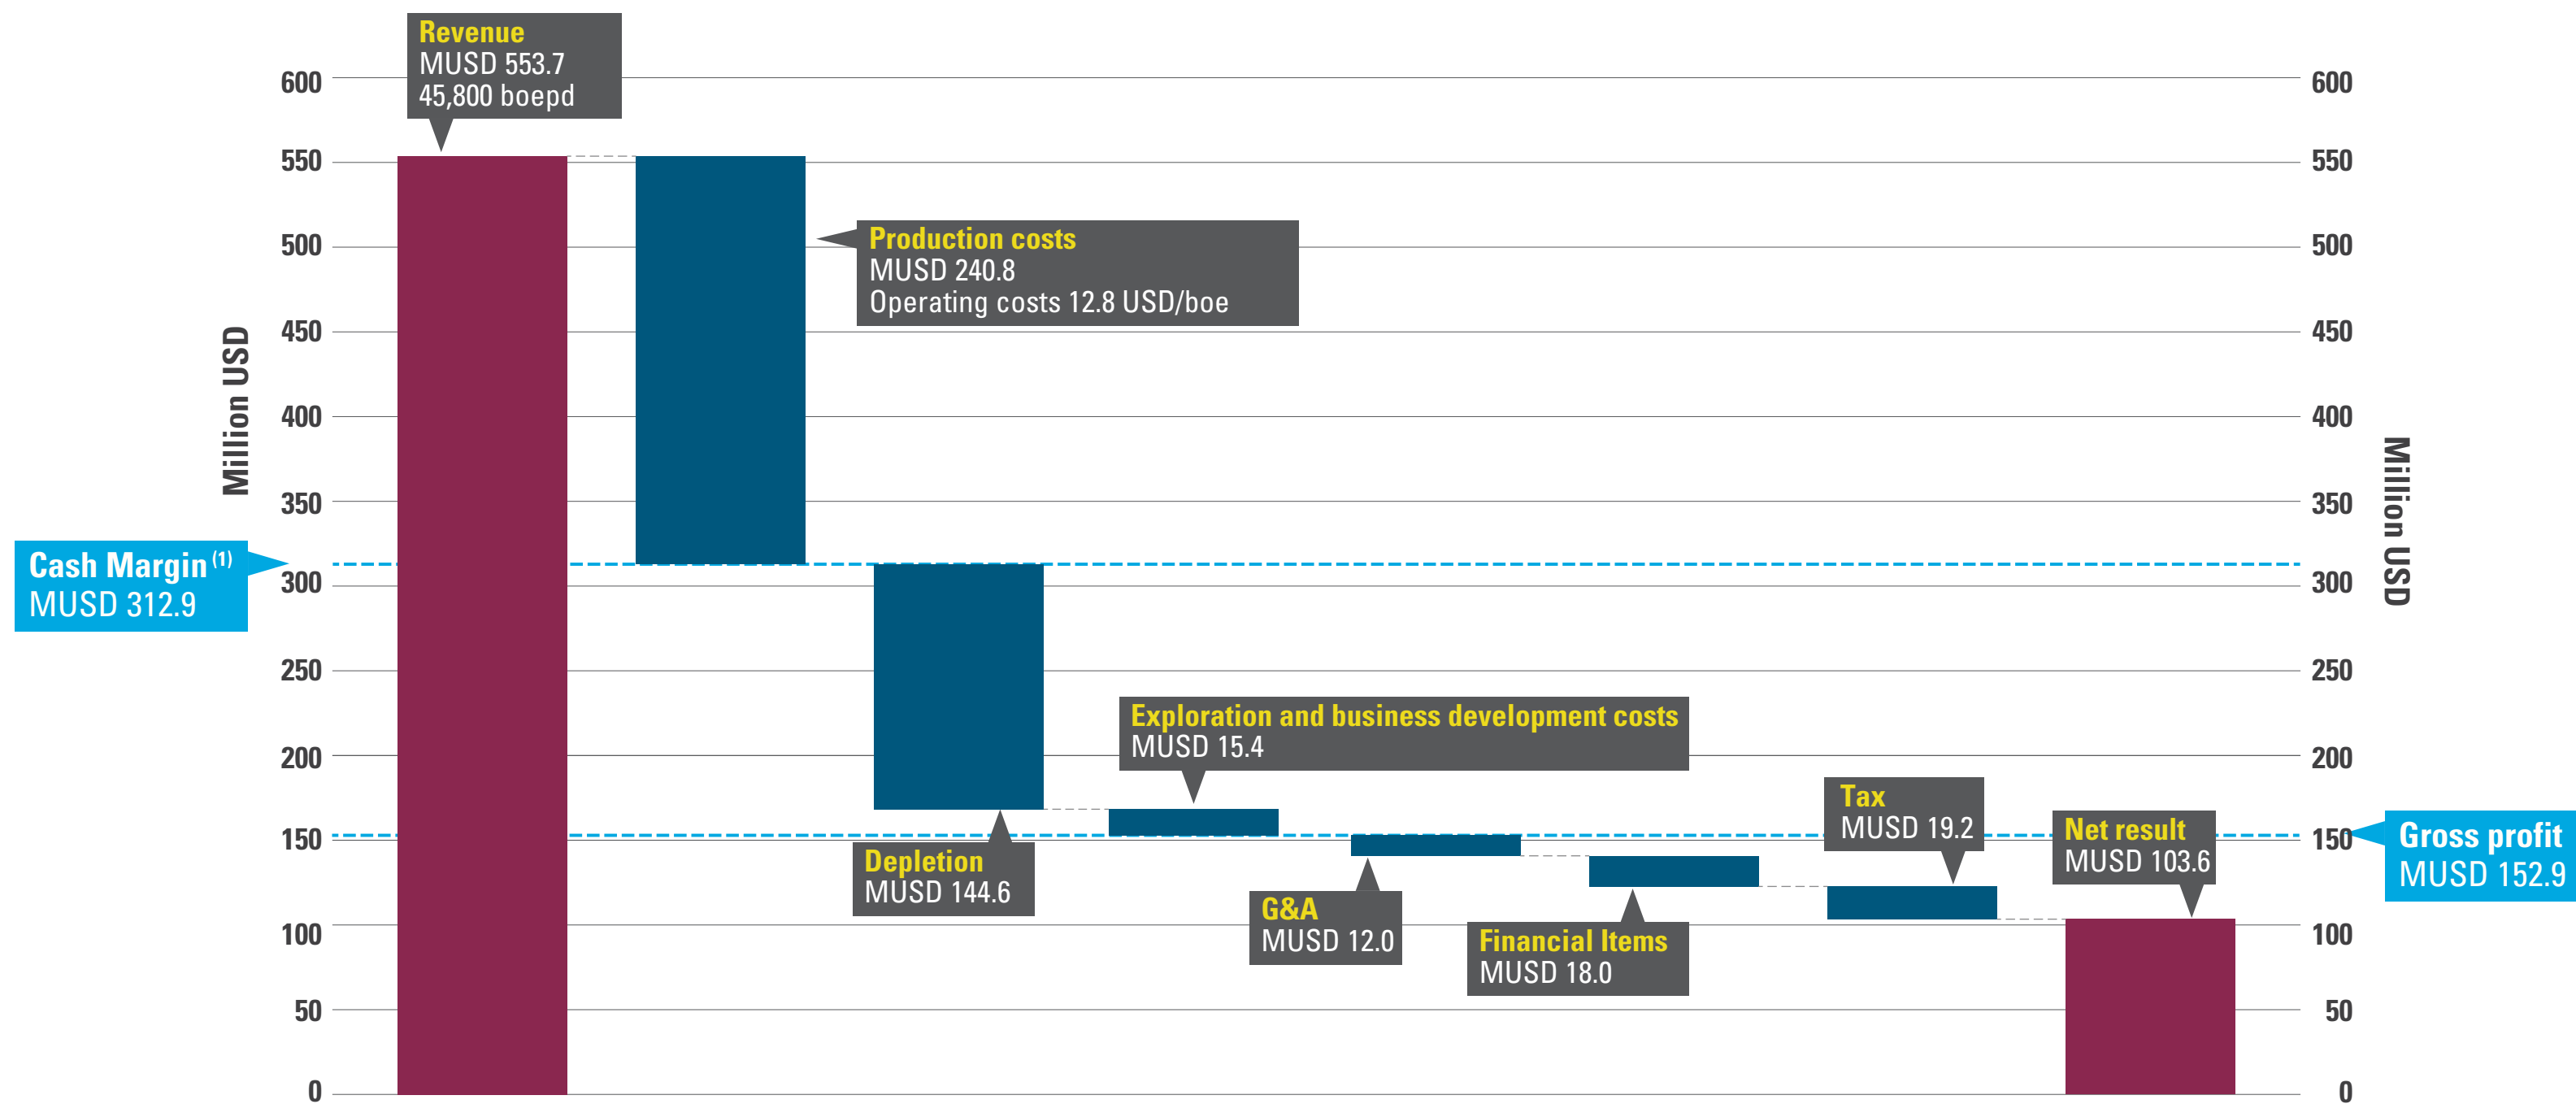 Revenue
MUSD 553.7
45,800 boepd
600
550
500
450
400
350
300
250
200
150
100
50
0
Million USD
Cash Margin (1)
MUSD 312.9
Production costs
MUSD 240.8
Operating costs 12.8 USD/boe
Depletion
MUSD 144.6
Exploration and business development costs
MUSD 15.4
G&A
MUSD 12.0
Financial Items
MUSD 18.0
Tax
MUSD 19.2
Net result
MUSD 103.6
600
550
500
450
400
350
300
250
200
150
100
50
0
Million USD
Gross profit
MUSD 152.9